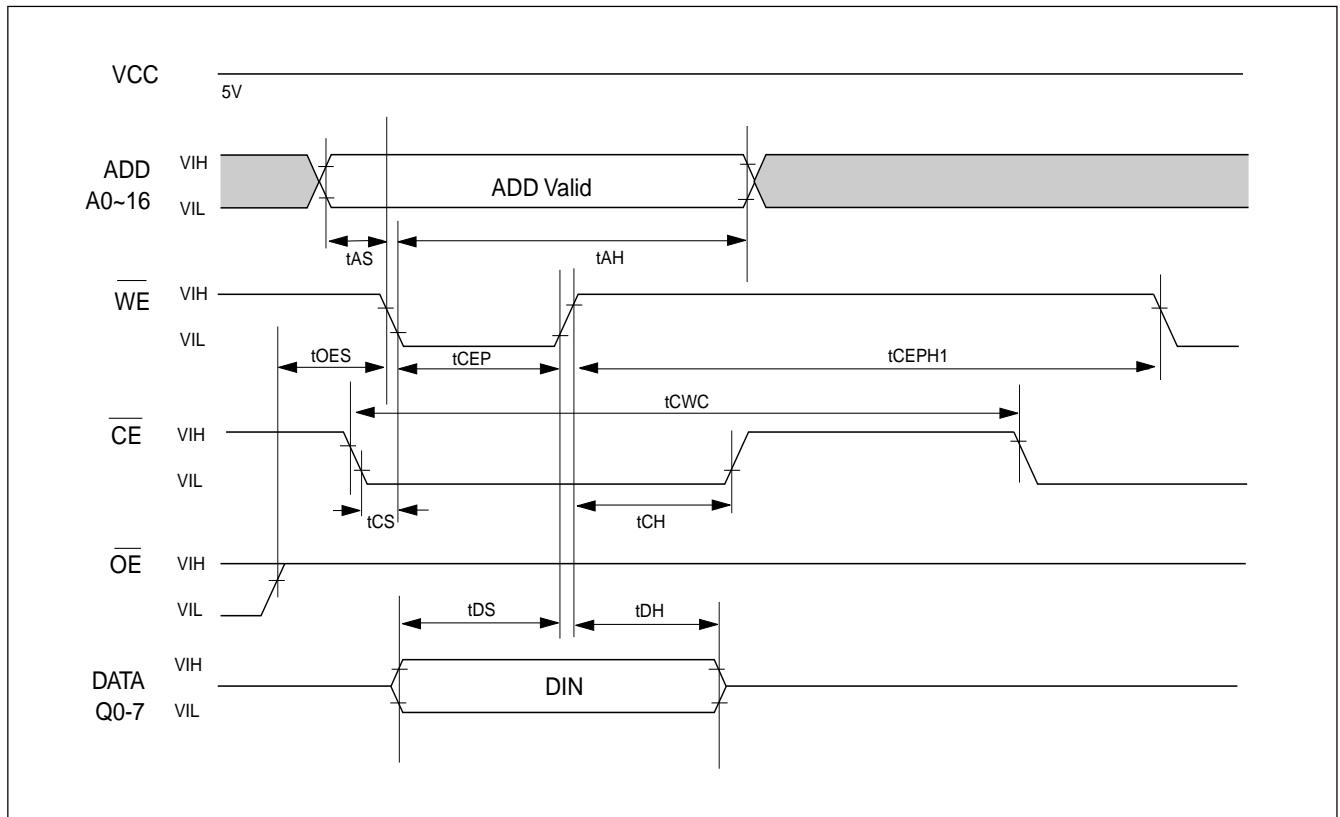 VCC
5V
ADD
A0~16
VIH
VIL
ADD Valid
tAS
tAH
WE
VIH
VIL
tOES
tCEP
tCEPH1
tCWC
CE
VIH
VIL
tCS
tCH
OE
VIH
VIL
tDS
tDH
DATA
Q0-7
VIH
VIL
DIN